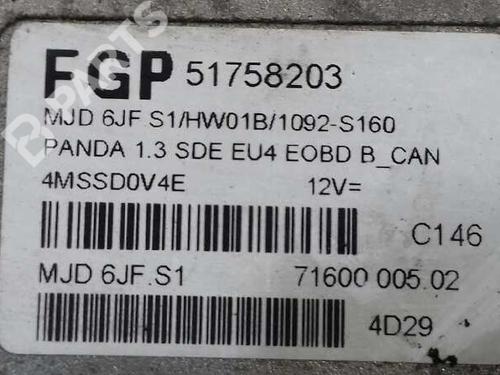 FGP 51758203
MJD 6JF S1/HW01B/1092-S160
PANDA 1.3 SDE EU4 EOBD B_CAN
4MSSD0V4E 12V=
C146
MJD 6JF.S1 71600 005.02
4D29
B-PARTS